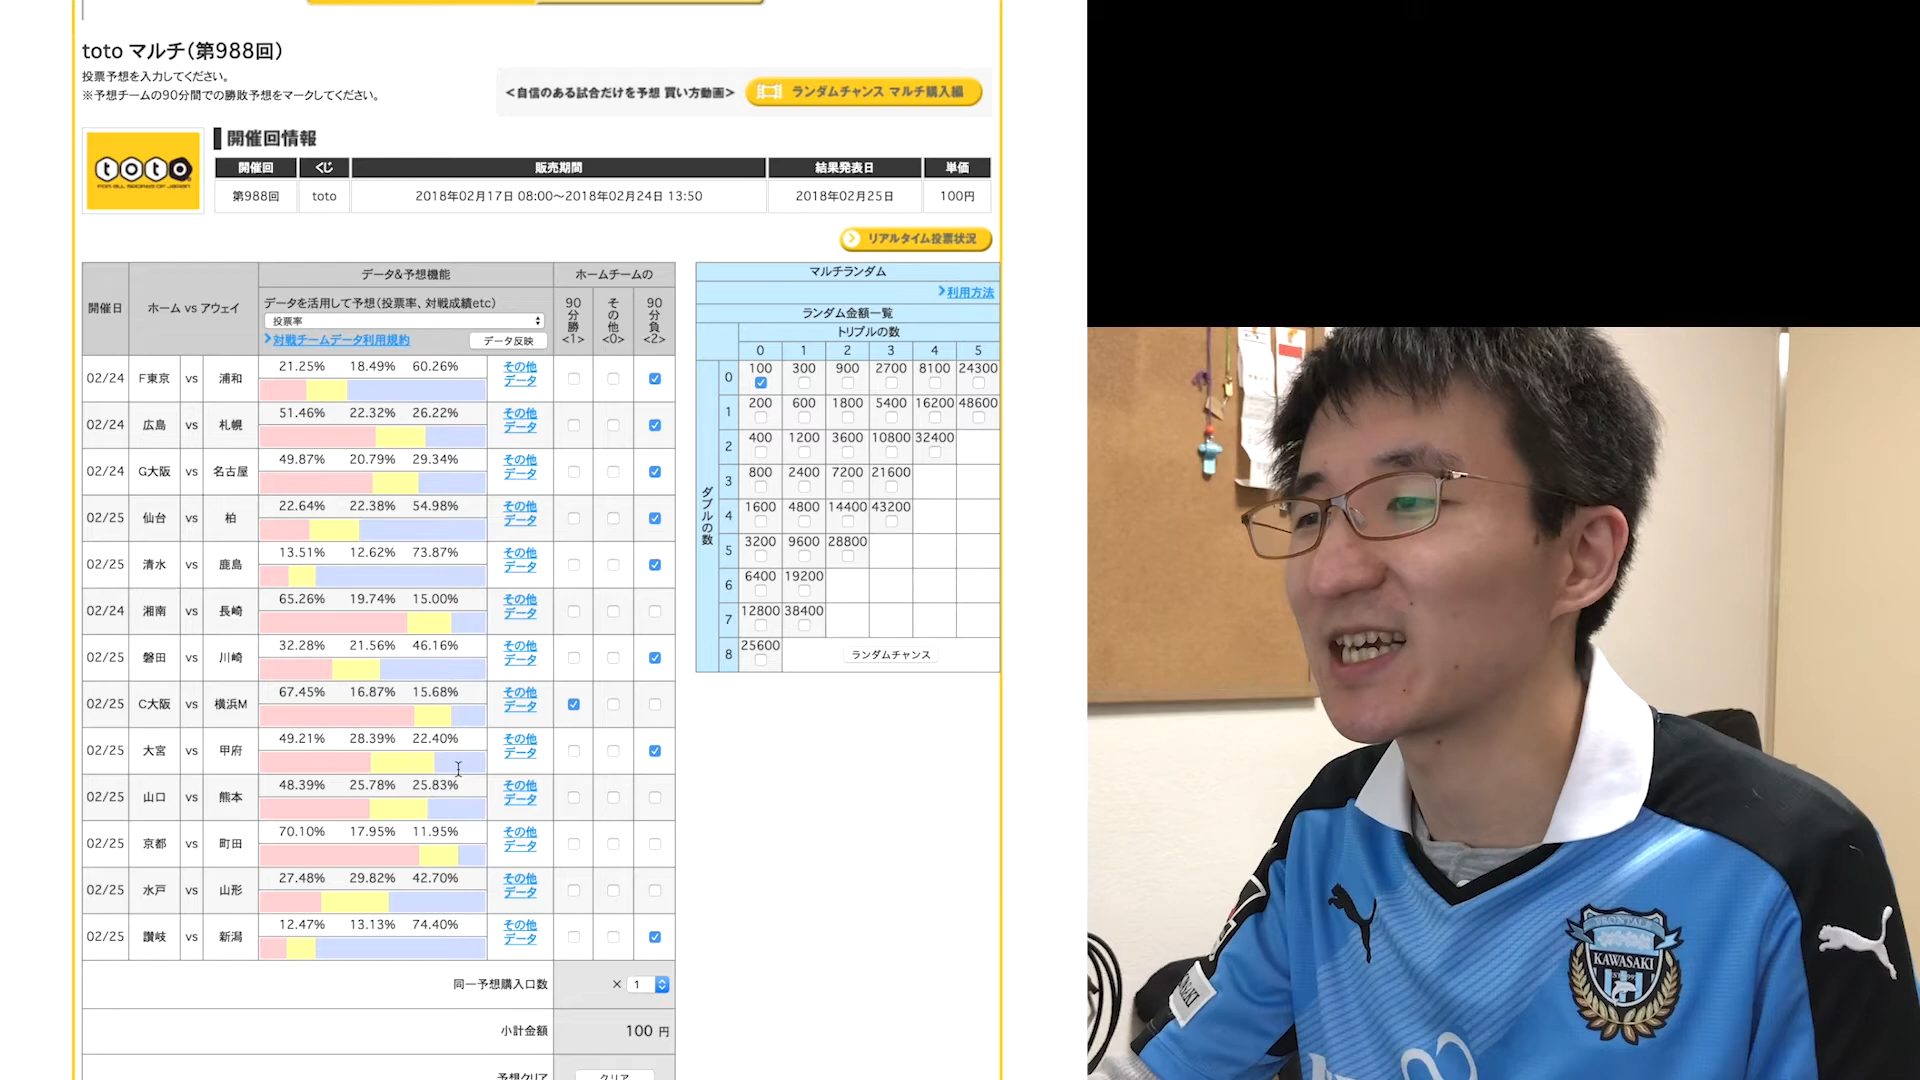 toto マルチ(第988回)
投票予想を入力してください。
※予想チームの90分間での勝敗予想をマークしてください。
<自信のある試合だけを予想 買い方動画>
ランダムチャンス マルチ購入編
toto
FOR ALL SPORTS OF JAPAN
開催回情報
開催回 くじ 販売期間 結果発表日 単価
第988回 toto 2018年02月17日 08:00～2018年02月24日 13:50 2018年02月25日 100円
リアルタイム投票状況
開催日 ホーム vs アウェイ データ&予想機能 ホームチームの
データを活用して予想(投票率、対戦成績etc)
投票率
対戦チームデータ利用規約 データ反映
90分勝<1> その他<0> 90分負<2>
02/24 F東京 vs 浦和 21.25% 18.49% 60.26% その他データ
02/24 広島 vs 札幌 51.46% 22.32% 26.22% その他データ
02/24 G大阪 vs 名古屋 49.87% 20.79% 29.34% その他データ
02/25 仙台 vs 柏 22.64% 22.38% 54.98% その他データ
02/25 清水 vs 鹿島 13.51% 12.62% 73.87% その他データ
02/24 湘南 vs 長崎 65.26% 19.74% 15.00% その他データ
02/25 磐田 vs 川崎 32.28% 21.56% 46.16% その他データ
02/25 C大阪 vs 横浜M 67.45% 16.87% 15.68% その他データ
02/25 大宮 vs 甲府 49.21% 28.39% 22.40% その他データ
02/25 山口 vs 熊本 48.39% 25.78% 25.83% その他データ
02/25 京都 vs 町田 70.10% 17.95% 11.95% その他データ
02/25 水戸 vs 山形 27.48% 29.82% 42.70% その他データ
02/25 讃岐 vs 新潟 12.47% 13.13% 74.40% その他データ
同一予想購入口数 × 1
小計金額 100 円
予想クリア クリア
マルチランダム
利用方法
ランダム金額一覧
トリプルの数
0 1 2 3 4 5
ダブルの数
0 100 300 900 2700 8100 24300
1 200 600 1800 5400 16200 48600
2 400 1200 3600 10800 32400
3 800 2400 7200 21600
4 1600 4800 14400 43200
5 3200 9600 28800
6 6400 19200
7 12800 38400
8 25600 ランダムチャンス
FRONTALE
KAWASAKI